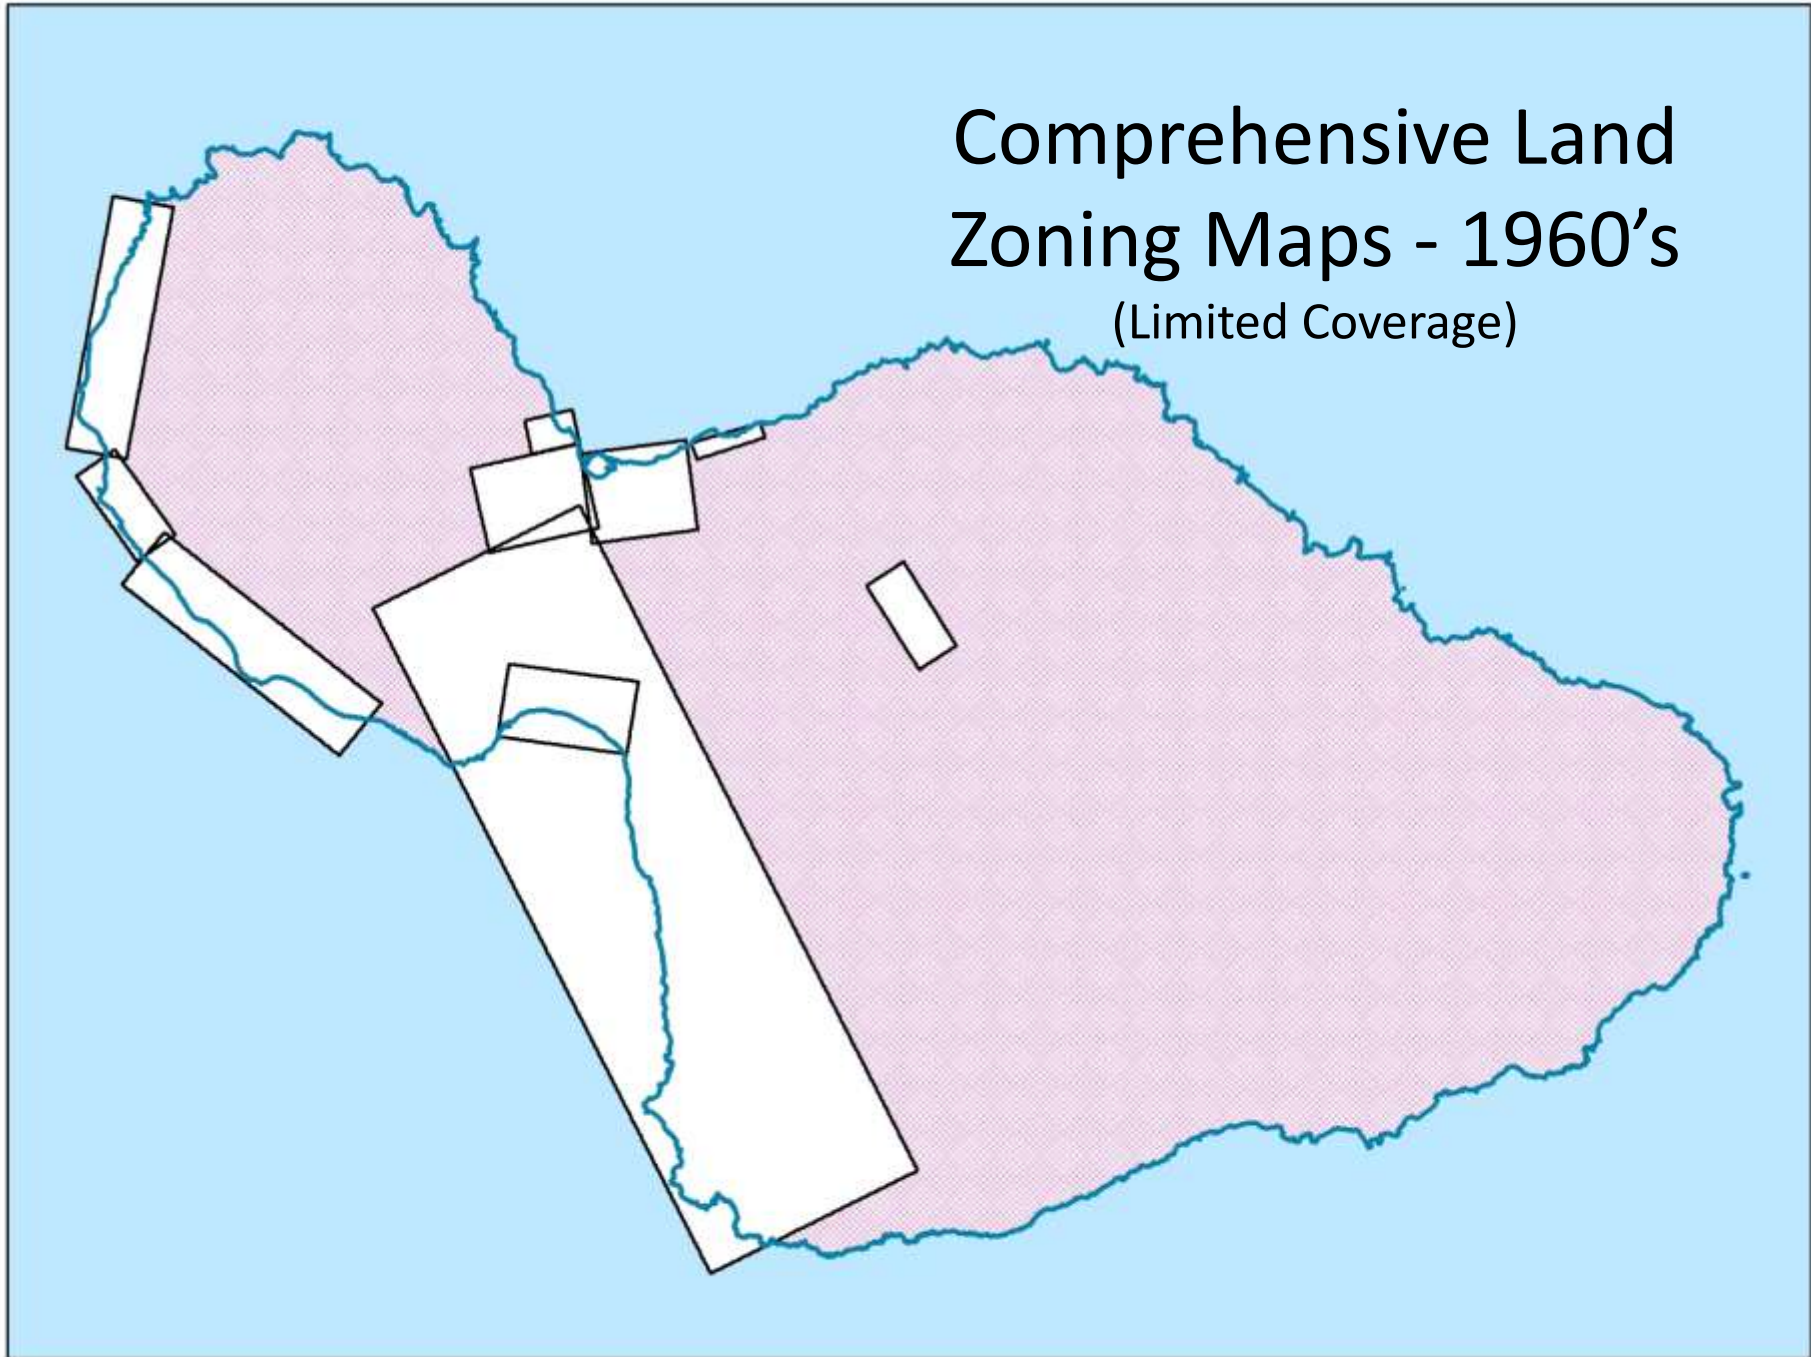 Comprehensive Land
Zoning Maps - 1960’s
(Limited Coverage)